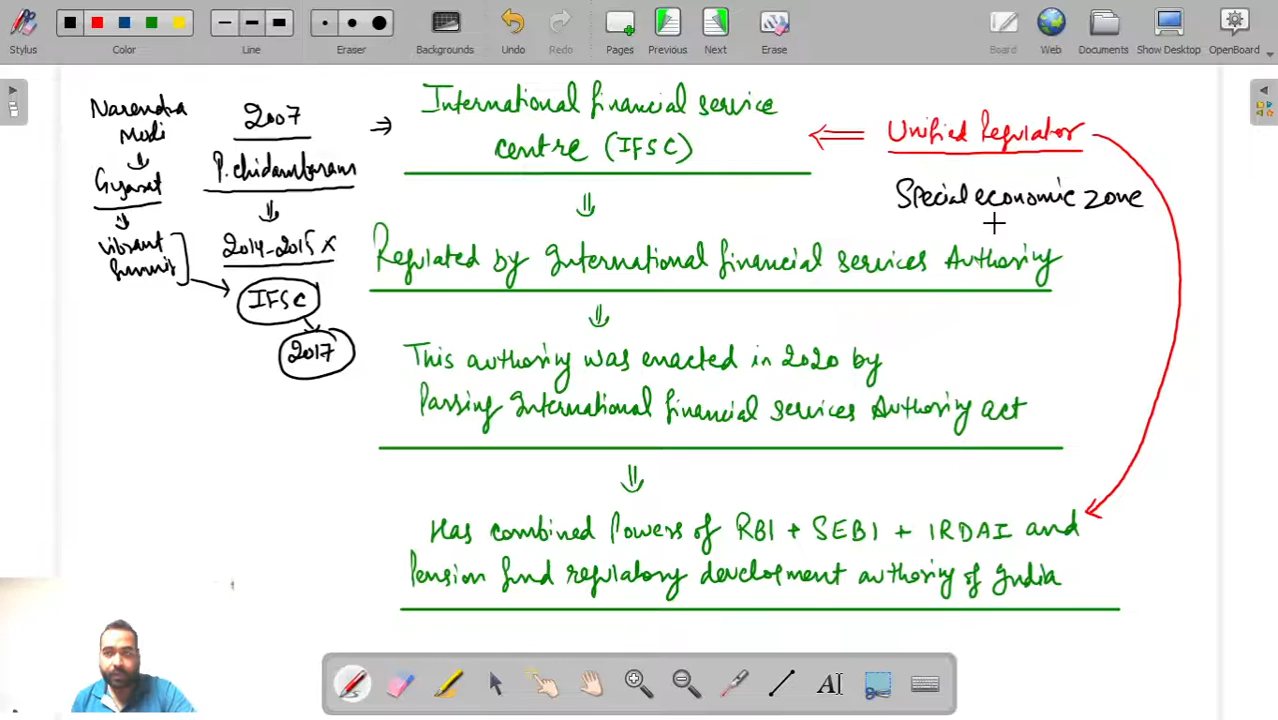 Stylus
Color
Line
Eraser
Backgrounds
Undo
Redo
Pages
Previous
Next
Erase
Board
Web
Documents
Show Desktop
OpenBoard
Narendra
Modi
Gujarat
Vibrant
Summit
2007
P. chidambaram
2014-2015 X
IFSC
2017
International financial service
centre (IFSC)
Unified Regulator
Special economic zone
Regulated by International financial services Authority
This authority was enacted in 2020 by
Passing International financial services Authority act
Has combined Powers of RBI + SEBI + IRDAI and
Pension fund regulatory development authority of India
AI